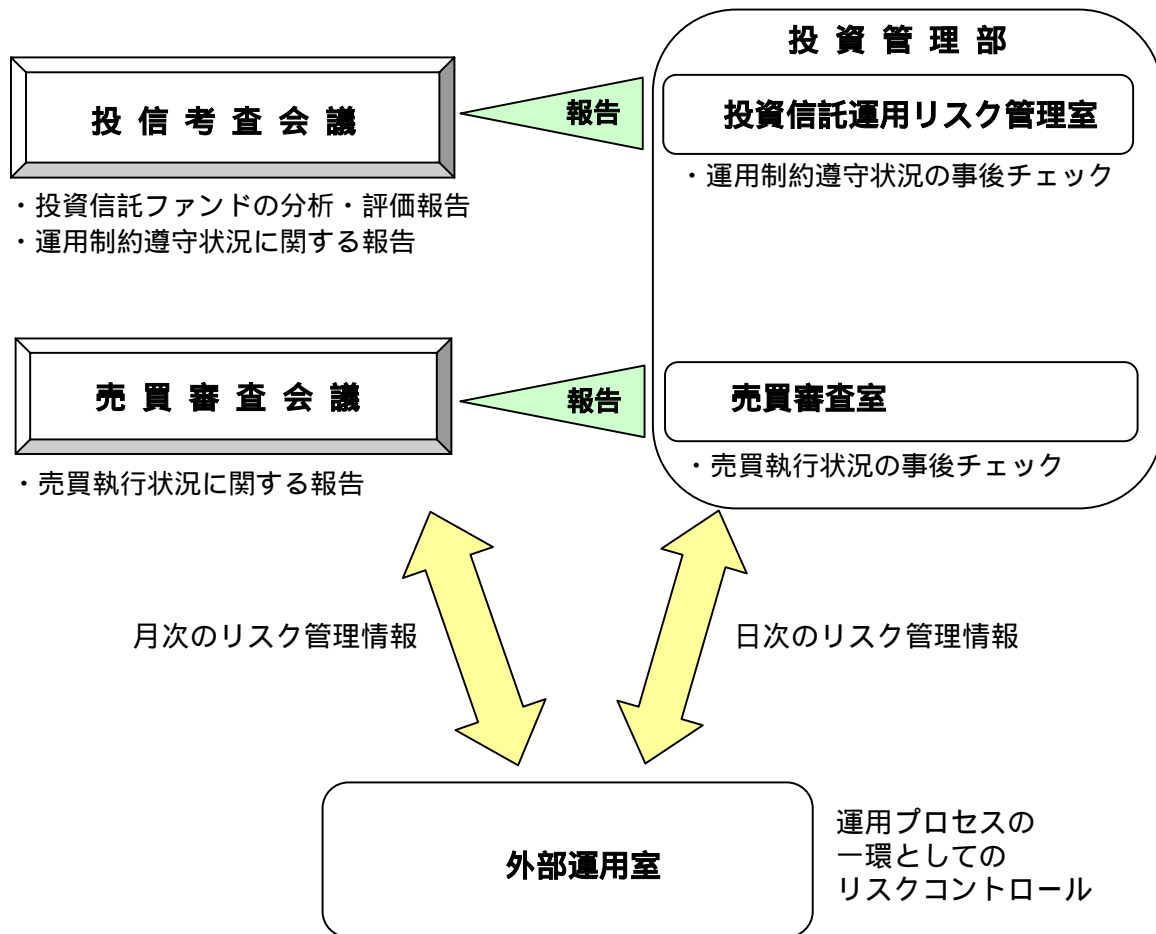 投資管理部
投信考査会議
報告
投資信託運用リスク管理室
・運用制約遵守状況の事後チェック
・投資信託ファンドの分析・評価報告
・運用制約遵守状況に関する報告
売買審査会議
報告
売買審査室
・売買執行状況の事後チェック
・売買執行状況に関する報告
月次のリスク管理情報
日次のリスク管理情報
外部運用室
運用プロセスの
一環としての
リスクコントロール